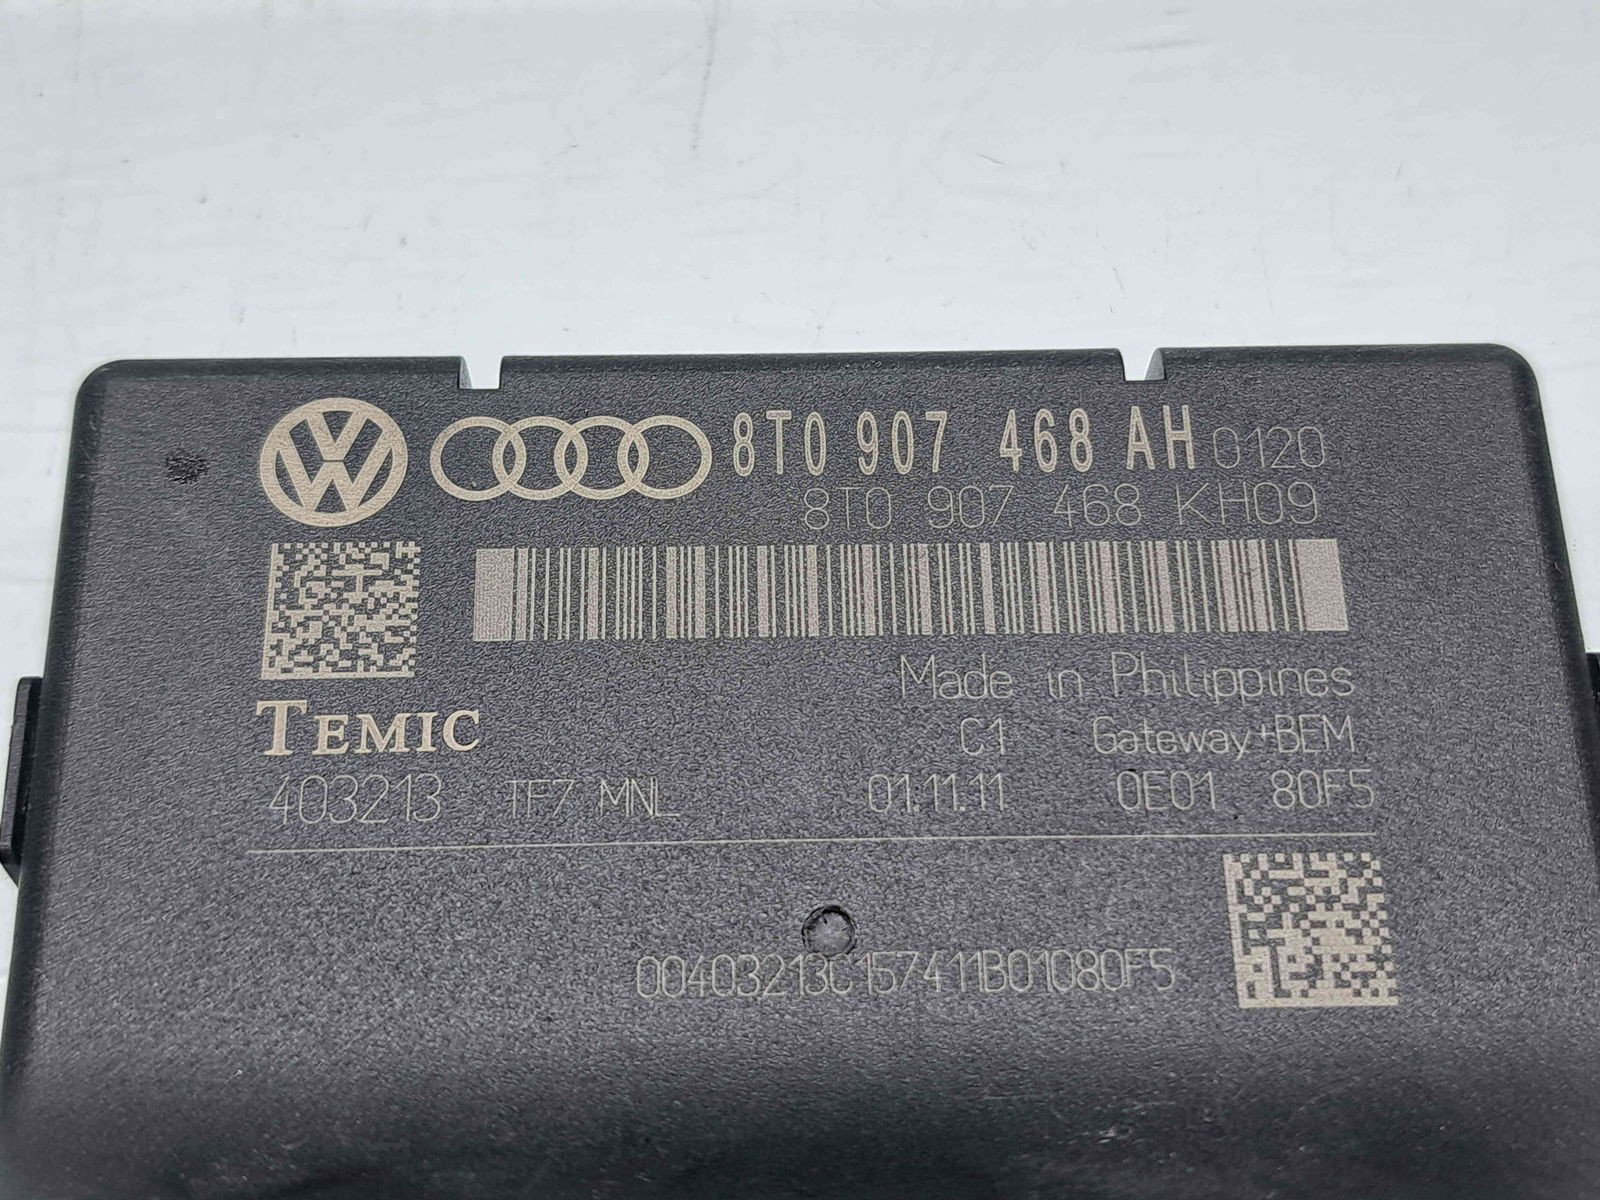 8T0 907 468 AH 0120
8T0 907 468 KH09
Made in Philippines
TEMIC C1 Gateway+BEM
403213 TF7 MNL 01.11.11 0E01 80F5
00403213C157411B01080F5